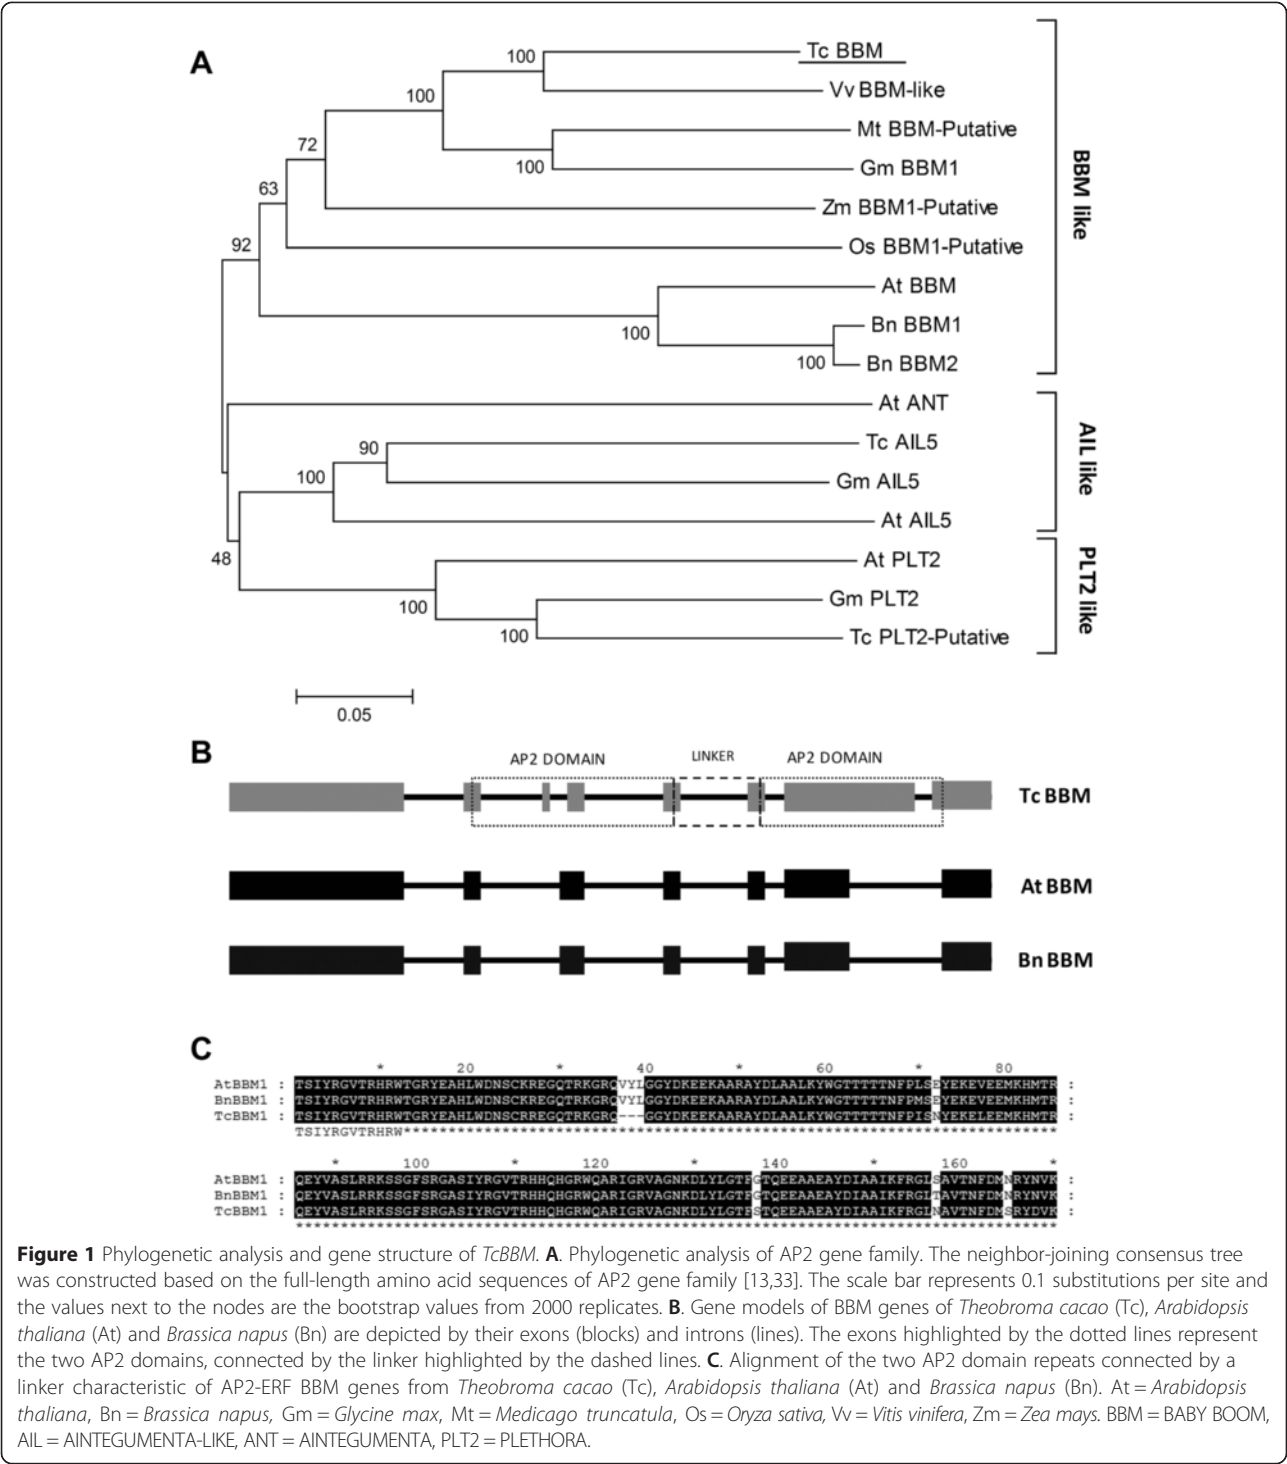 A
Tc BBM
100
Vv BBM-like
100
Mt BBM-Putative
72
100
Gm BBM1
63
Zm BBM1-Putative
92
Os BBM1-Putative
At BBM
100
Bn BBM1
100
Bn BBM2
BBM like
At ANT
90
Tc AIL5
100
Gm AIL5
At AIL5
AIL like
48
At PLT2
100
Gm PLT2
100
Tc PLT2-Putative
PLT2 like
0.05
B
AP2 DOMAIN LINKER AP2 DOMAIN
Tc BBM
At BBM
Bn BBM
C
* 20 * 40 * 60 * 80
AtBBM1 : TSIYRGVTRHRWTGRYEAHLWDNSCKREGQTRKGRQVYLGGYDKEEKAARAYDLAALKYWGTTTTTNFPLSEYEKEVEEMKHMTR :
BnBBM1 : TSIYRGVTRHRWTGRYEAHLWDNSCKREGQTRKGRQVYLGGYDKEEKAARAYDLAALKYWGTTTTTNFPMSEYEKEVEEMKHMTR :
TcBBM1 : TSIYRGVTRHRWTGRYEAHLWDNSCRREGQTRKGRQ---GGYDKEEKAARAYDLAALKYWGTTTTTNFPISNYEKELEEMKHMTR :
TSIYRGVTRHRW*************************************************************************
* 100 * 120 * 140 * 160 *
AtBBM1 : QEYVASLRRKSSGFSRGASIYRGVTRHHQHGRWQARIGRVAGNKDLYLGTFGTQEEAAEAYDIAAIKFRGLSAVTNFDMNRYNVK :
BnBBM1 : QEYVASLRRKSSGFSRGASIYRGVTRHHQHGRWQARIGRVAGNKDLYLGTFGTQEEAAEAYDIAAIKFRGLTAVTNFDMNRYNVK :
TcBBM1 : QEYVASLRRKSSGFSRGASIYRGVTRHHQHGRWQARIGRVAGNKDLYLGTFSTQEEAAEAYDIAAIKFRGLNAVTNFDMSRYDVK :
*************************************************************************************
Figure 1 Phylogenetic analysis and gene structure of TcBBM. A. Phylogenetic analysis of AP2 gene family. The neighbor-joining consensus tree
was constructed based on the full-length amino acid sequences of AP2 gene family [13,33]. The scale bar represents 0.1 substitutions per site and
the values next to the nodes are the bootstrap values from 2000 replicates. B. Gene models of BBM genes of Theobroma cacao (Tc), Arabidopsis
thaliana (At) and Brassica napus (Bn) are depicted by their exons (blocks) and introns (lines). The exons highlighted by the dotted lines represent
the two AP2 domains, connected by the linker highlighted by the dashed lines. C. Alignment of the two AP2 domain repeats connected by a
linker characteristic of AP2-ERF BBM genes from Theobroma cacao (Tc), Arabidopsis thaliana (At) and Brassica napus (Bn). At = Arabidopsis
thaliana, Bn = Brassica napus, Gm = Glycine max, Mt = Medicago truncatula, Os = Oryza sativa, Vv = Vitis vinifera, Zm = Zea mays. BBM = BABY BOOM,
AIL = AINTEGUMENTA-LIKE, ANT = AINTEGUMENTA, PLT2 = PLETHORA.